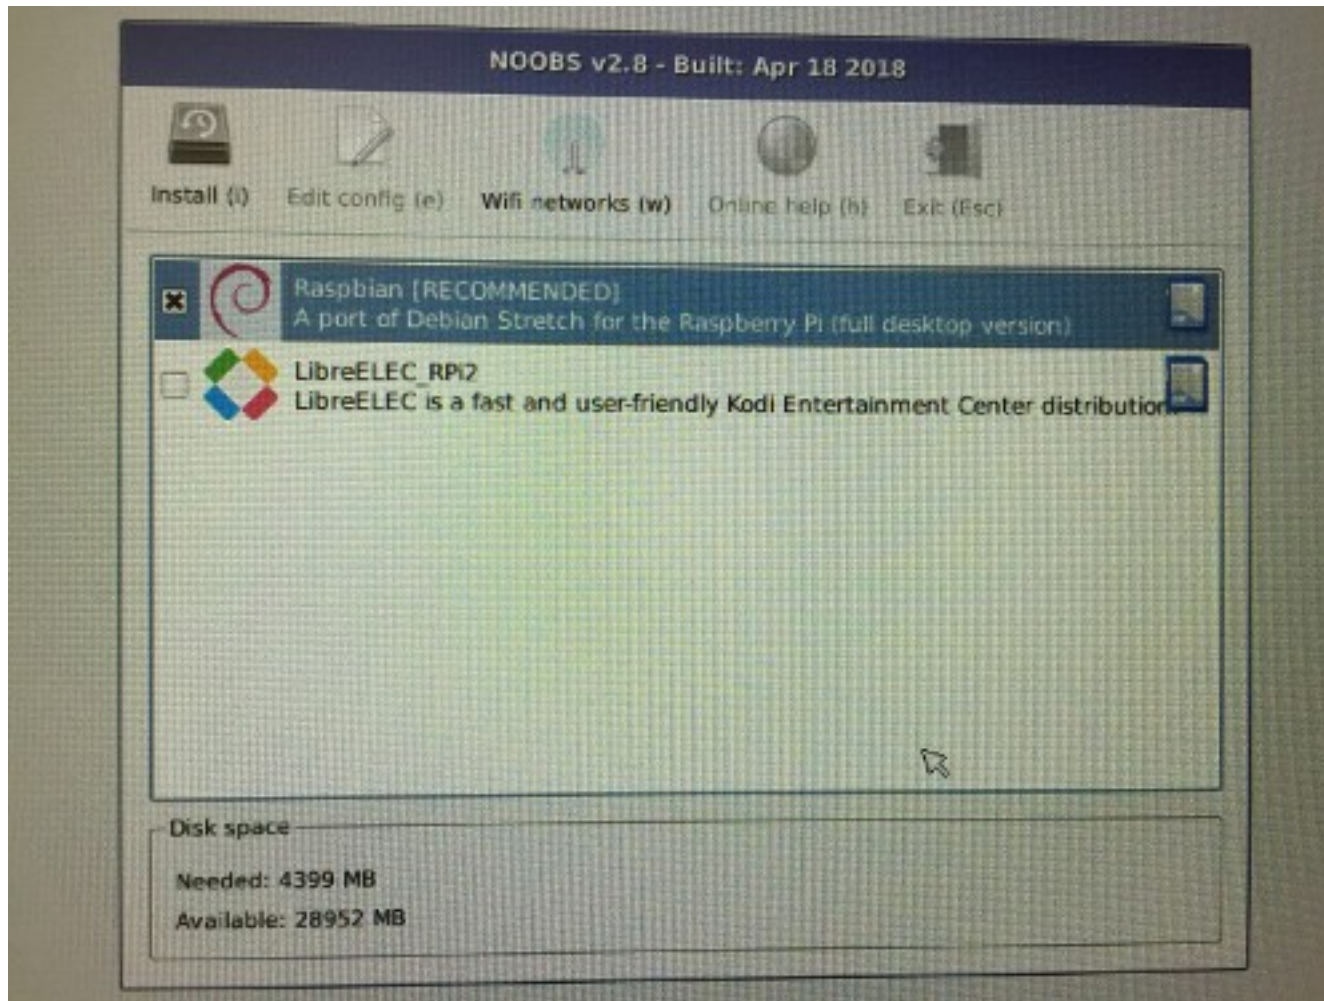 NOOBS v2.8 - Built: Apr 18 2018
Install (i)
Edit config (e)
Wifi networks (w)
Online help (h)
Exit (Esc)
Raspbian [RECOMMENDED]
A port of Debian Stretch for the Raspberry Pi (full desktop version)
LibreELEC_RPi2
LibreELEC is a fast and user-friendly Kodi Entertainment Center distribution.
Disk space
Needed: 4399 MB
Available: 28952 MB